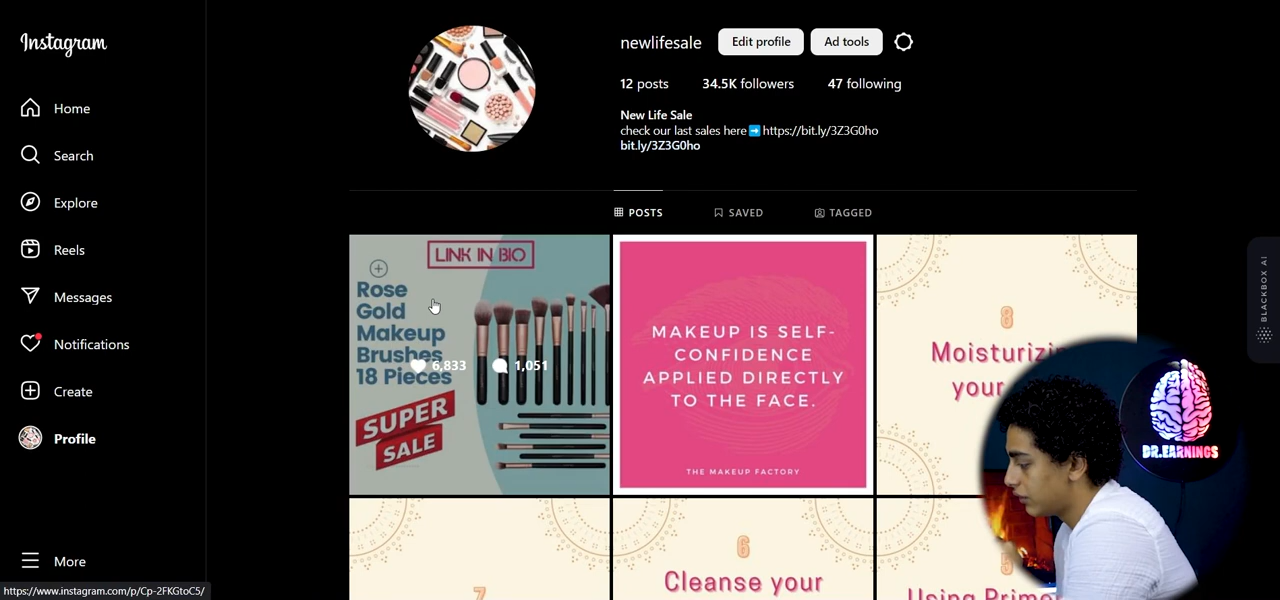 Instagram
Home
Search
Explore
Reels
Messages
Notifications
Create
Profile
More
https://www.instagram.com/p/Cp-2FKGtoC5/
newlifesale
Edit profile
Ad tools
12 posts
34.5K followers
47 following
New Life Sale
check our last sales here➡️https://bit.ly/3Z3G0ho
bit.ly/3Z3G0ho
POSTS
SAVED
TAGGED
LINK IN BIO
Rose
Gold
Makeup
Brushes
18 Pieces
6,833
1,051
SUPER
SALE
MAKEUP IS SELF-
CONFIDENCE
APPLIED DIRECTLY
TO THE FACE.
THE MAKEUP FACTORY
8
your
7
6
Cleanse your
Using
BLACKBOX AI
DR.EARNINGS